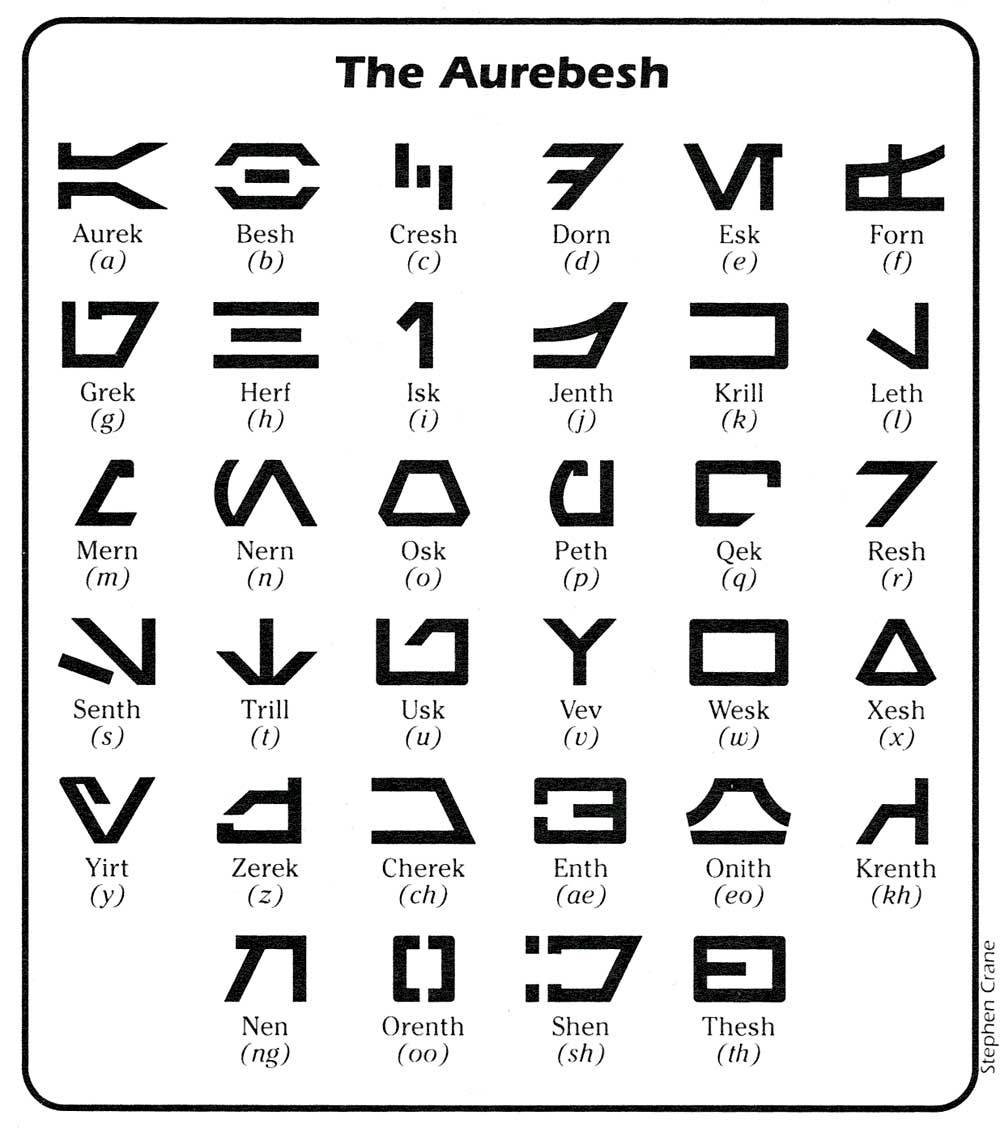 The Aurebesh
Aurek Besh Cresh Dorn Esk Forn
(a) (b) (c) (d) (e) (f)
Grek Herf Isk Jenth Krill Leth
(g) (h) (i) (j) (k) (l)
Mern Nern Osk Peth Qek Resh
(m) (n) (o) (p) (q) (r)
Senth Trill Usk Vev Wesk Xesh
(s) (t) (u) (v) (w) (x)
Yirt Zerek Cherek Enth Onith Krenth
(y) (z) (ch) (ae) (eo) (kh)
Nen Orenth Shen Thesh
(ng) (oo) (sh) (th)
Stephen Crane